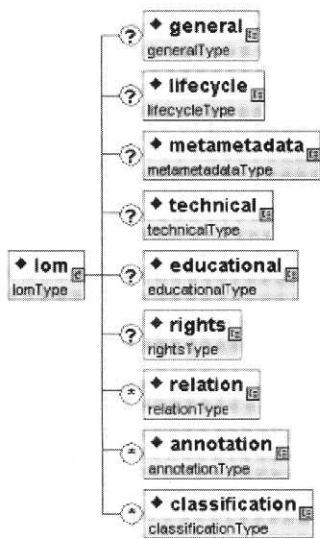 general
generalType
lifecycle
lifecycleType
metametadata
metametadataType
technical
technicalType
lom
lomType
educational
educationalType
rights
rightsType
relation
relationType
annotation
annotationType
classification
classificationType